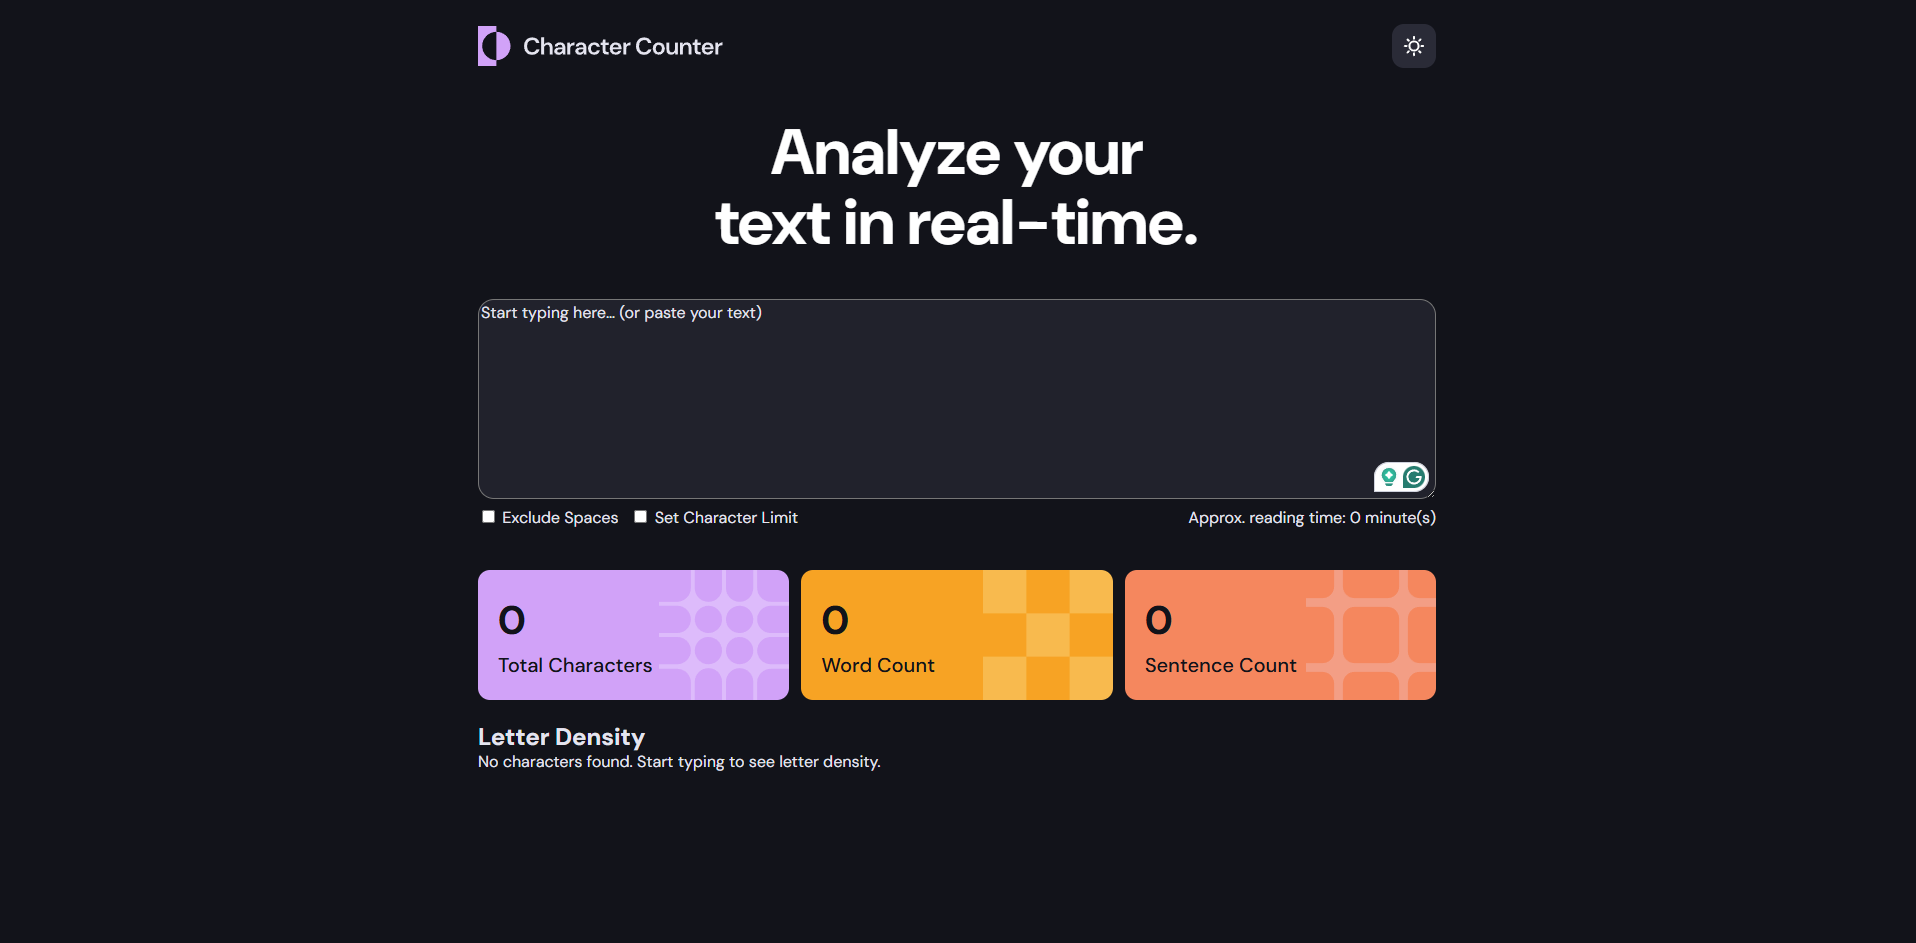 Character Counter
Analyze your
text in real-time.
Start typing here... (or paste your text)
Exclude Spaces
Set Character Limit
Approx. reading time: 0 minute(s)
0
Total Characters
0
Word Count
0
Sentence Count
Letter Density
No characters found. Start typing to see letter density.